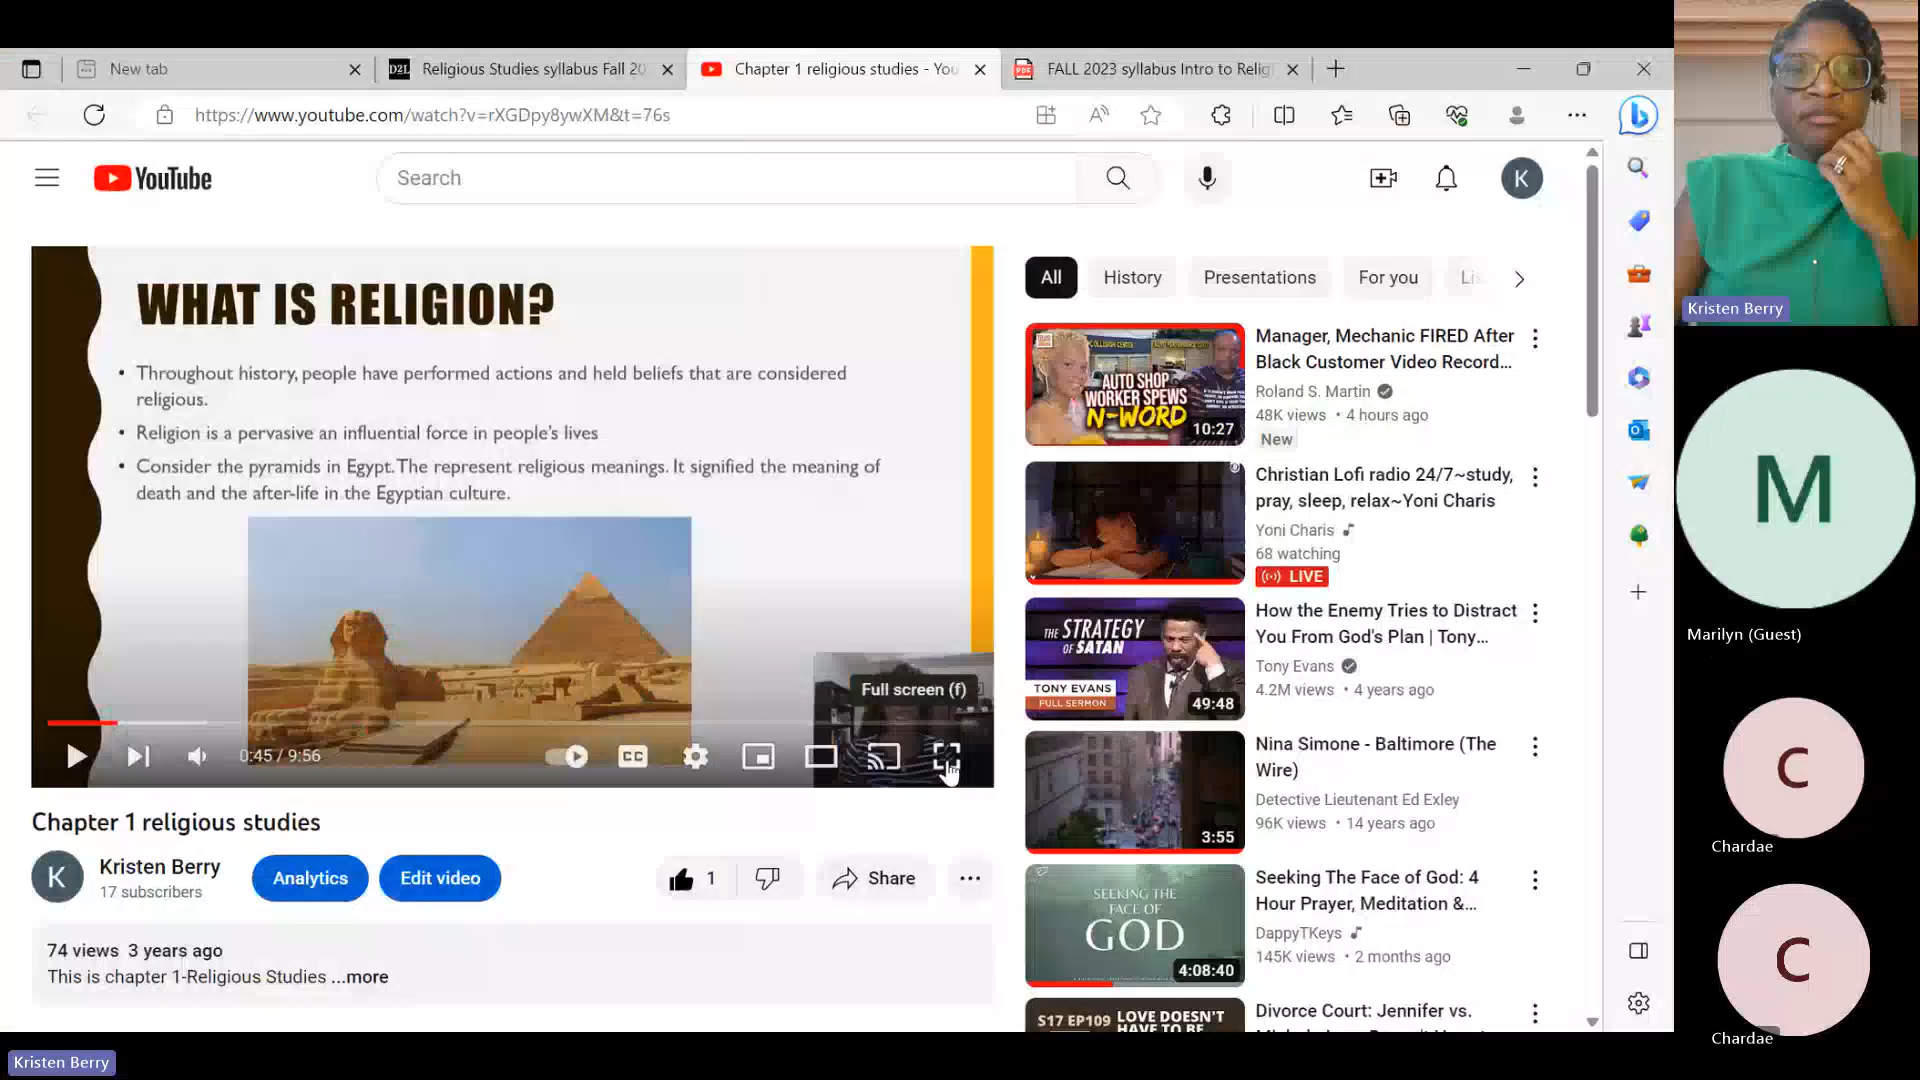 New tab
D2L
Religious Studies syllabus Fall 20
Chapter 1 religious studies - You
PDF
FALL 2023 syllabus Intro to Relig
https://www.youtube.com/watch?v=rXGDpy8ywXM&t=76s
YouTube
Search
K
WHAT IS RELIGION?
• Throughout history, people have performed actions and held beliefs that are considered
religious.
• Religion is a pervasive an influential force in people's lives
• Consider the pyramids in Egypt. The represent religious meanings. It signified the meaning of
death and the after-life in the Egyptian culture.
Full screen (f)
0:45 / 9:56
CC
Chapter 1 religious studies
K
Kristen Berry
17 subscribers
Analytics
Edit video
1
Share
74 views 3 years ago
This is chapter 1-Religious Studies ...more
All
History
Presentations
For you
COLLISION CENTER
AUTO SHOP
WORKER SPEWS
N-WORD
10:27
Manager, Mechanic FIRED After
Black Customer Video Record...
Roland S. Martin
48K views • 4 hours ago
New
Christian Lofi radio 24/7~study,
pray, sleep, relax~Yoni Charis
Yoni Charis
68 watching
LIVE
THE STRATEGY
OF SATAN
TONY EVANS
FULL SERMON
49:48
How the Enemy Tries to Distract
You From God's Plan | Tony...
Tony Evans
4.2M views • 4 years ago
3:55
Nina Simone - Baltimore (The
Wire)
Detective Lieutenant Ed Exley
96K views • 14 years ago
SEEKING THE
FACE OF
GOD
4:08:40
Seeking The Face of God: 4
Hour Prayer, Meditation &...
DappyTKeys
145K views • 2 months ago
S17 EP109 LOVE DOESN'T
HAVE TO BE
Divorce Court: Jennifer vs.
Kristen Berry
M
Marilyn (Guest)
C
Chardae
C
Chardae
Kristen Berry